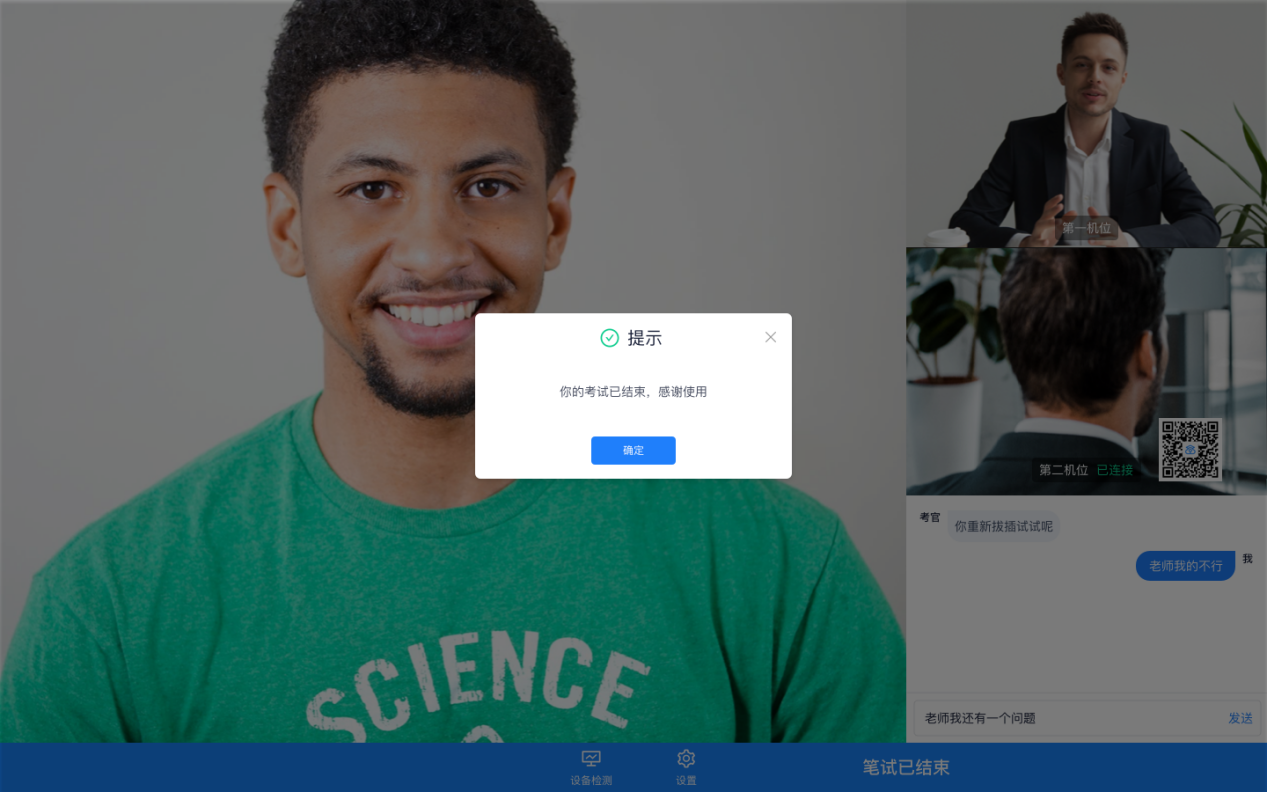 第一机位
提示
你的考试已结束，感谢使用
确定
第二机位 已连接
考官
你重新拔插试试呢
老师我的不行
我
SCIENCE
老师我还有一个问题
发送
设备检测
设置
笔试已结束